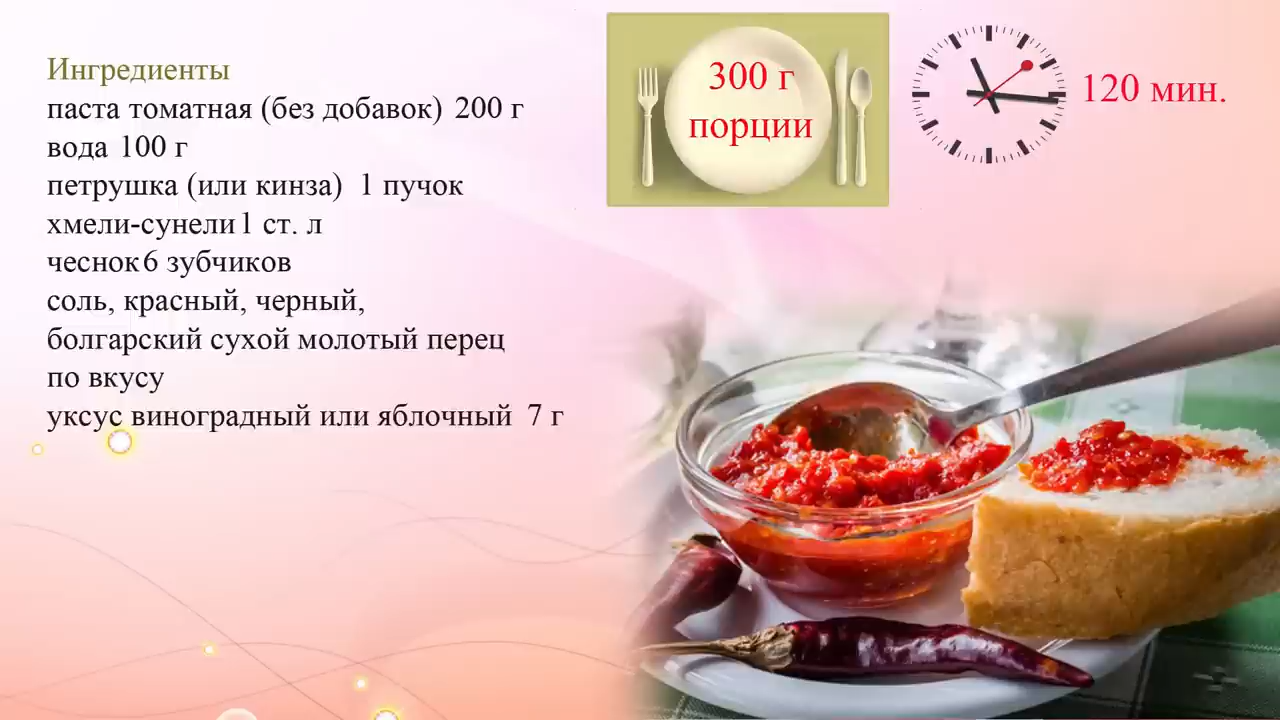 Ингредиенты
паста томатная (без добавок) 200 г
вода 100 г
петрушка (или кинза) 1 пучок
хмели-сунели 1 ст. л
чеснок 6 зубчиков
соль, красный, черный,
болгарский сухой молотый перец
по вкусу
уксус виноградный или яблочный 7 г
300 г
порции
120 мин.